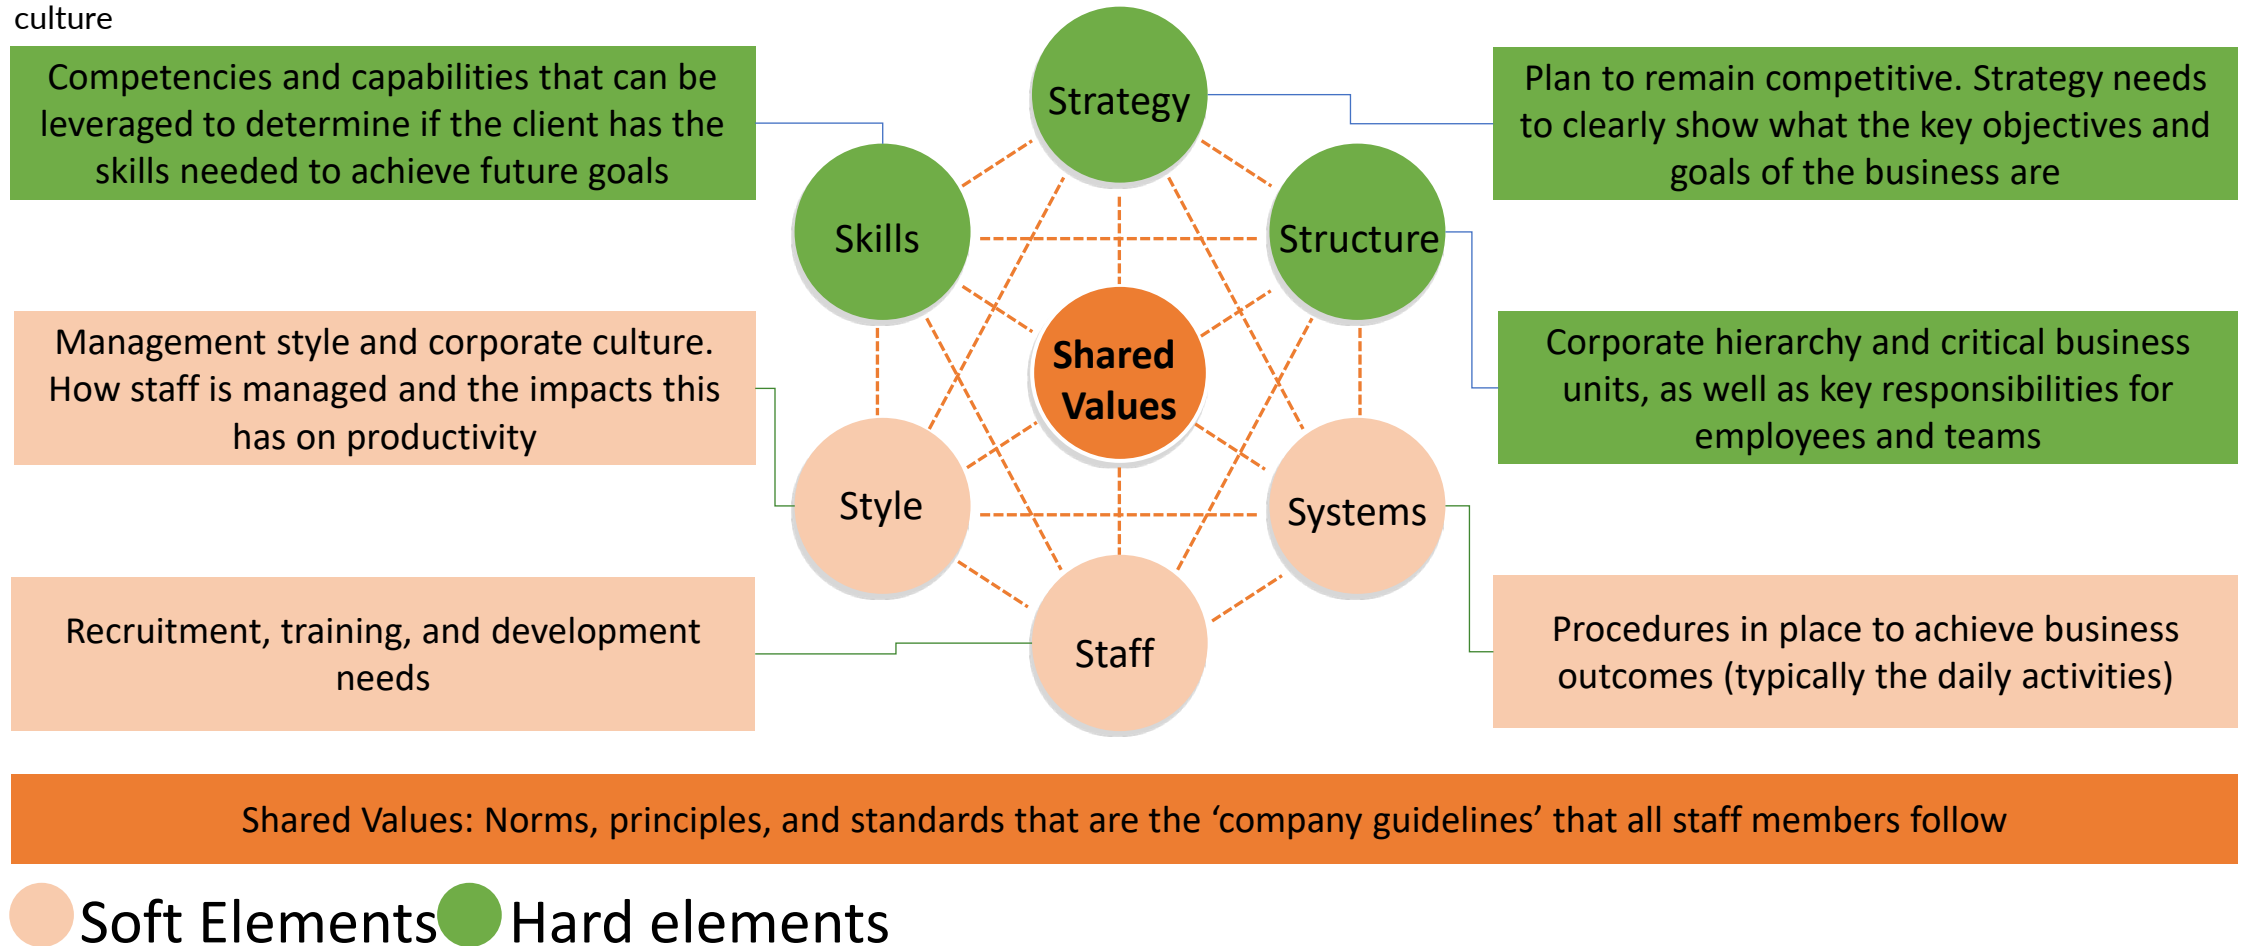 culture
Competencies and capabilities that can be
leveraged to determine if the client has the
skills needed to achieve future goals
Strategy
Plan to remain competitive. Strategy needs
to clearly show what the key objectives and
goals of the business are
Skills
Structure
Management style and corporate culture.
How staff is managed and the impacts this
has on productivity
Shared
Values
Corporate hierarchy and critical business
units, as well as key responsibilities for
employees and teams
Style
Systems
Recruitment, training, and development
needs
Staff
Procedures in place to achieve business
outcomes (typically the daily activities)
Shared Values: Norms, principles, and standards that are the ‘company guidelines’ that all staff members follow
Soft Elements
Hard elements